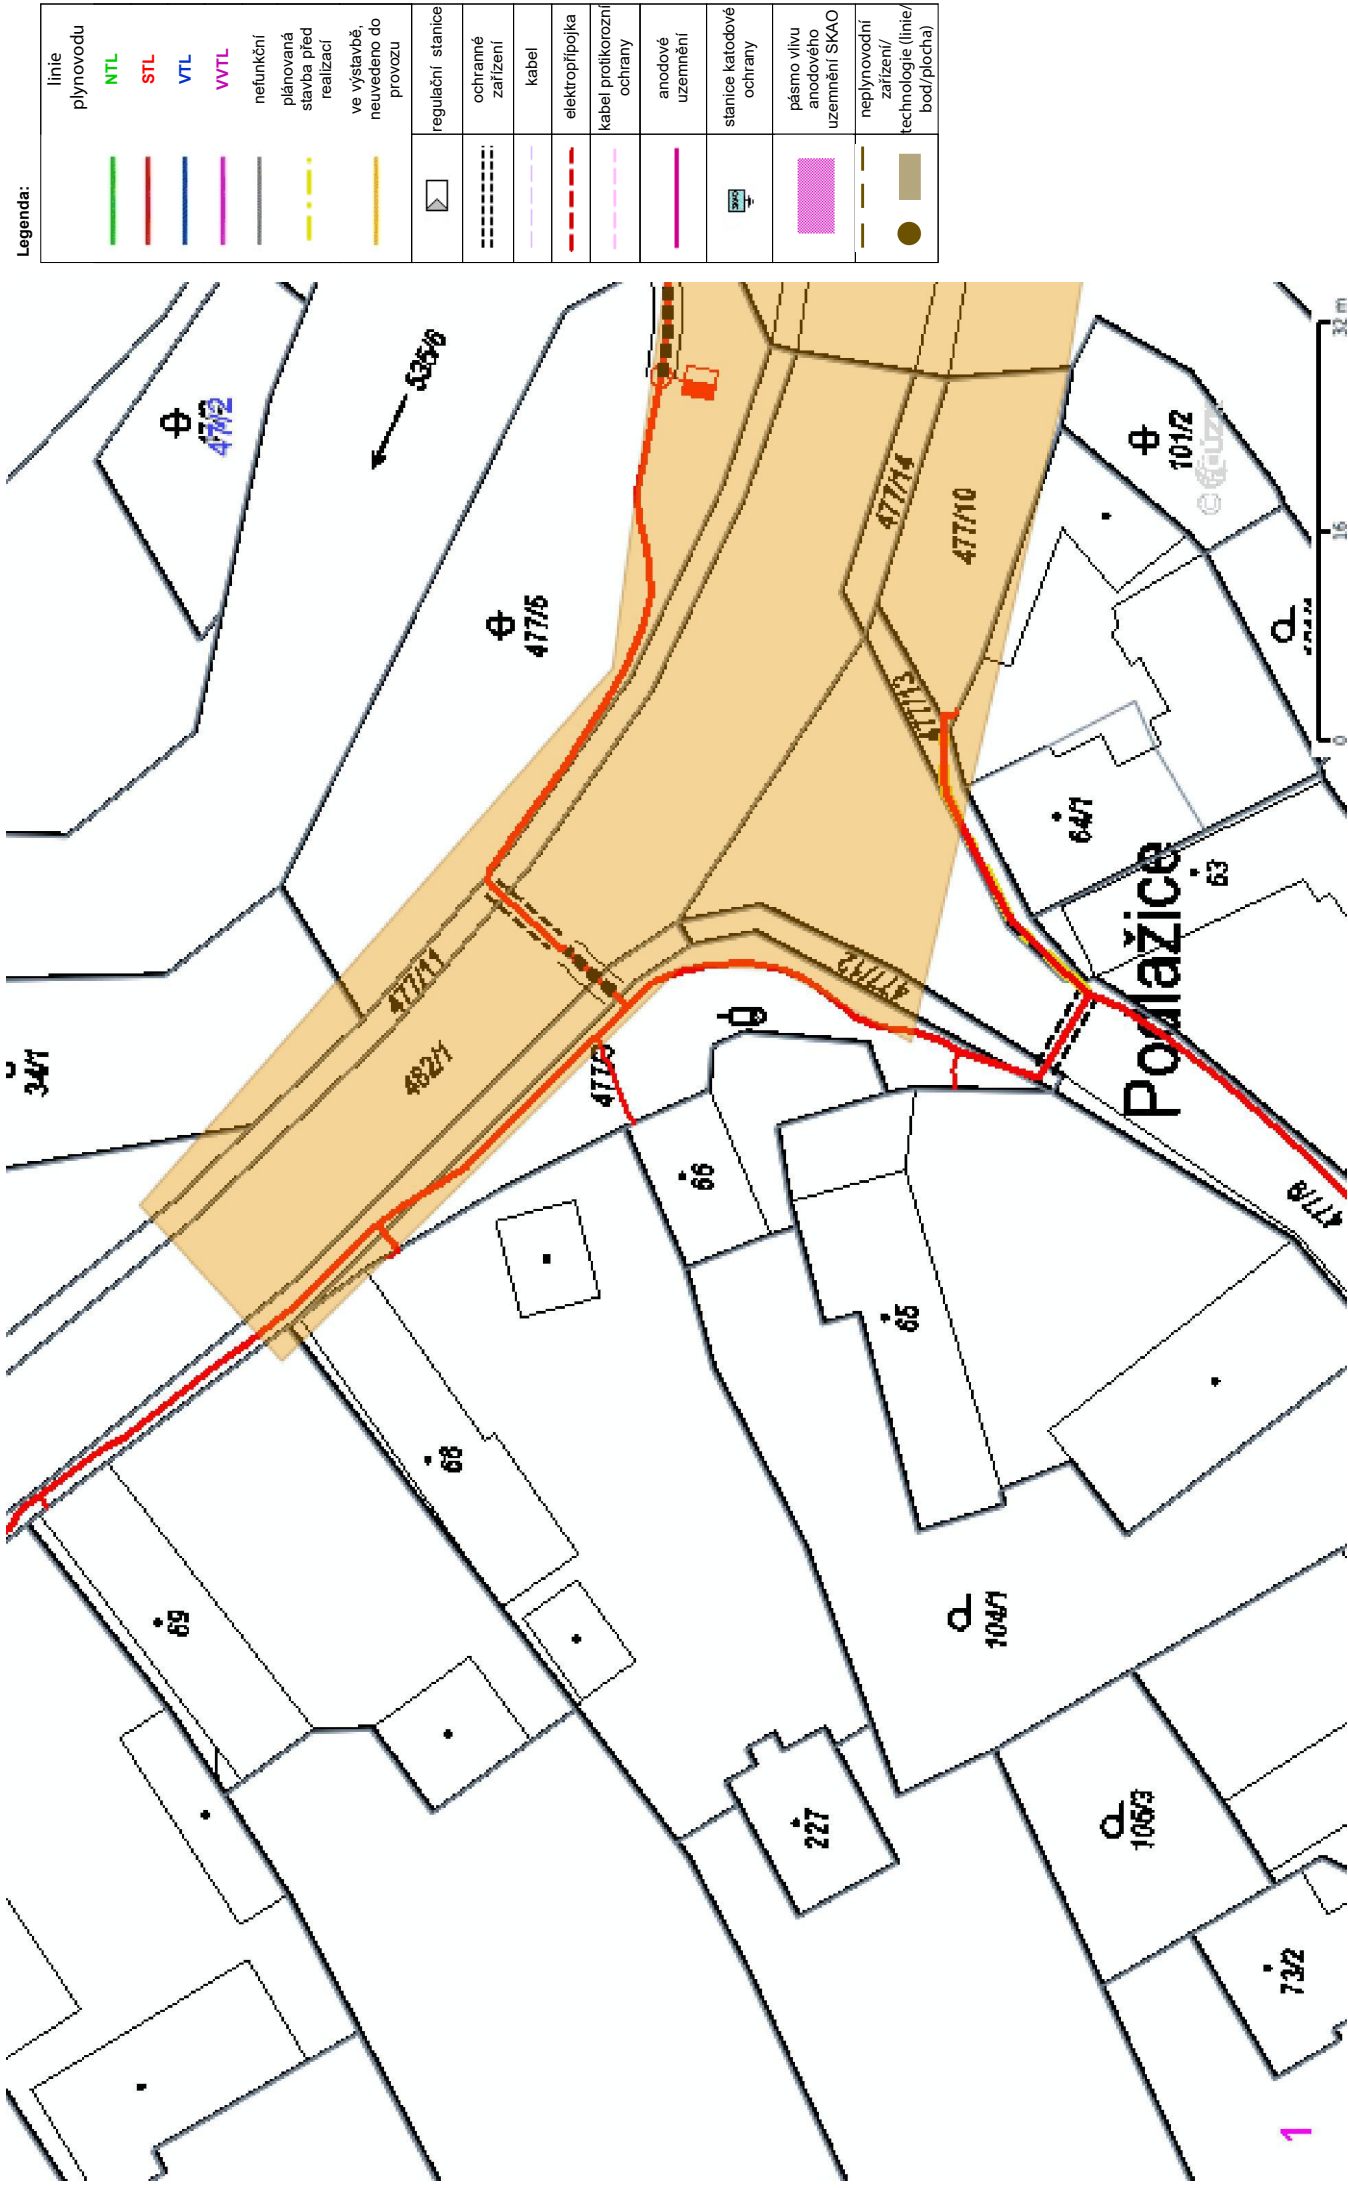 Legenda:
linie
plynovodu
NTL
STL
VTL
VVTL
nefunkční
plánovaná
stavba před
realizací
ve výstavbě,
neuvedeno do
provozu
regulační stanice
ochranné
zařízení
kabel
elektropřípojka
kabel protikorozní
ochrany
anodové
uzemnění
stanice katodové
ochrany
pásmo vlivu
anodového
uzemnění SKAO
neplynovodní
zařízení/
technologie (linie/
bod/plocha)
SKAO
47/2
535/6
477/5
34/1
477/11
482/1
477/14
477/10
477/13
477/12
101/2
64/1
63
Podlažice
477/9
66
65
68
69
104/1
227
106/3
73/2
0
16
32 m
1